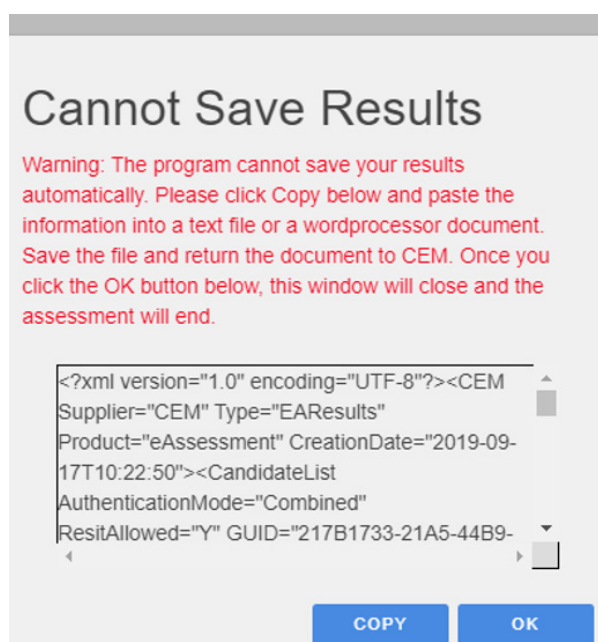 Cannot Save Results
Warning: The program cannot save your results
automatically. Please click Copy below and paste the
information into a text file or a wordprocessor document.
Save the file and return the document to CEM. Once you
click the OK button below, this window will close and the
assessment will end.
<?xml version="1.0" encoding="UTF-8"?><CEM
Supplier="CEM" Type="EAResults"
Product="eAssessment" CreationDate="2019-09-
17T10:22:50"><CandidateList
AuthenticationMode="Combined"
ResitAllowed="Y" GUID="217B1733-21A5-44B9-
COPY
OK